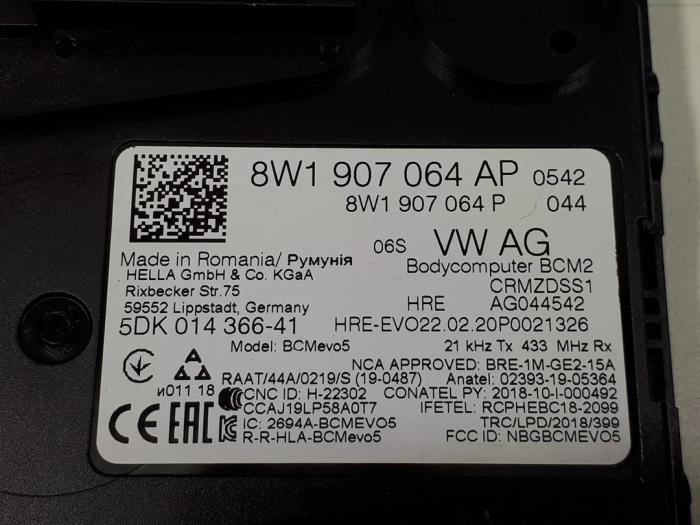 8W1 907 064 AP 0542
8W1 907 064 P 044
06S VW AG
Made in Romania/ Румунія
HELLA GmbH & Co. KGaA
Bodycomputer BCM2
Rixbecker Str.75
CRMZDSS1
59552 Lippstadt, Germany
HRE AG044542
5DK 014 366-41
HRE-EVO22.02.20P0021326
Model: BCMevo5
21 kHz Tx 433 MHz Rx
NCA APPROVED: BRE-1M-GE2-15A
RAAT/44A/0219/S (19-0487) Anatel: 02393-19-05364
и011 18
CNC ID: H-22302 CONATEL PY: 2018-10-I-000492
CCAJ19LP58A0T7 IFETEL: RCPHEBC18-2099
CE EAC
IC: 2694A-BCMEVO5 TRC/LPD/2018/399
R-R-HLA-BCMevo5 FCC ID: NBGBCMEVO5